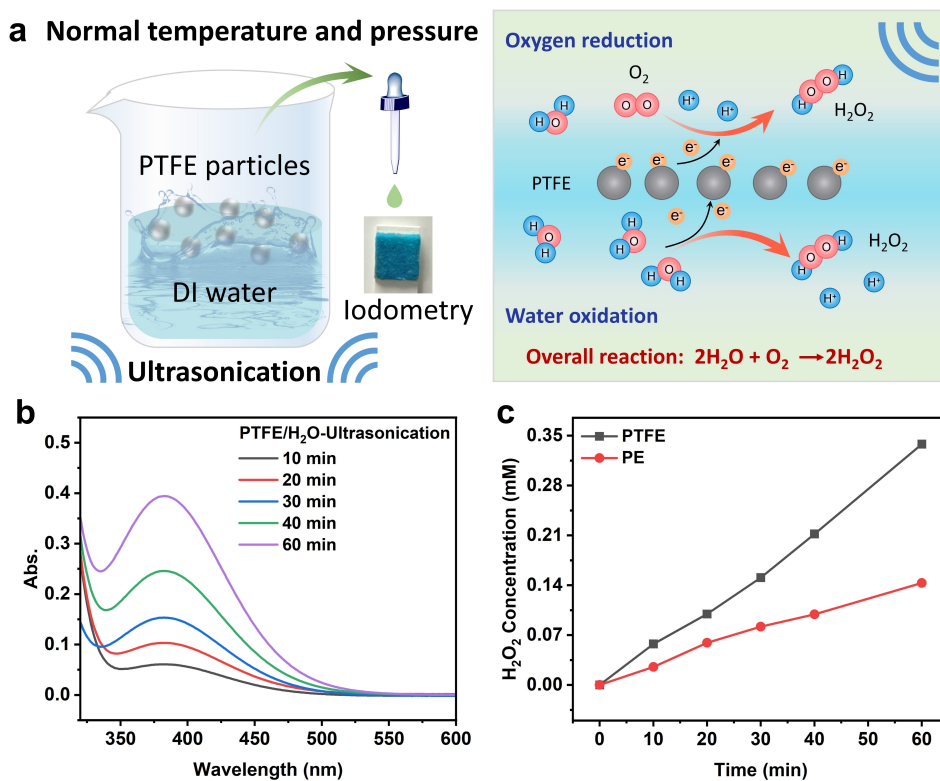 a Normal temperature and pressure
PTFE particles
DI water
Iodometry
Ultrasonication
Oxygen reduction
O₂
H⁺
H⁺
H
O
H
O
O
H
O
O
H
H₂O₂
e⁻
e⁻
e⁻
e⁻
e⁻
PTFE
e⁻
e⁻
H
O
H
H
O
H
H
O
H
H
O
O
H
H₂O₂
H⁺
H⁺
Water oxidation
Overall reaction: 2H₂O + O₂ →2H₂O₂
b
PTFE/H₂O-Ultrasonication
10 min
20 min
30 min
40 min
60 min
0.5
0.4
0.3
0.2
0.1
0.0
Abs.
350
400
450
500
550
600
Wavelength (nm)
c
PTFE
PE
0.35
0.28
0.21
0.14
0.07
0.00
H₂O₂ Concentration (mM)
0
10
20
30
40
50
60
Time (min)